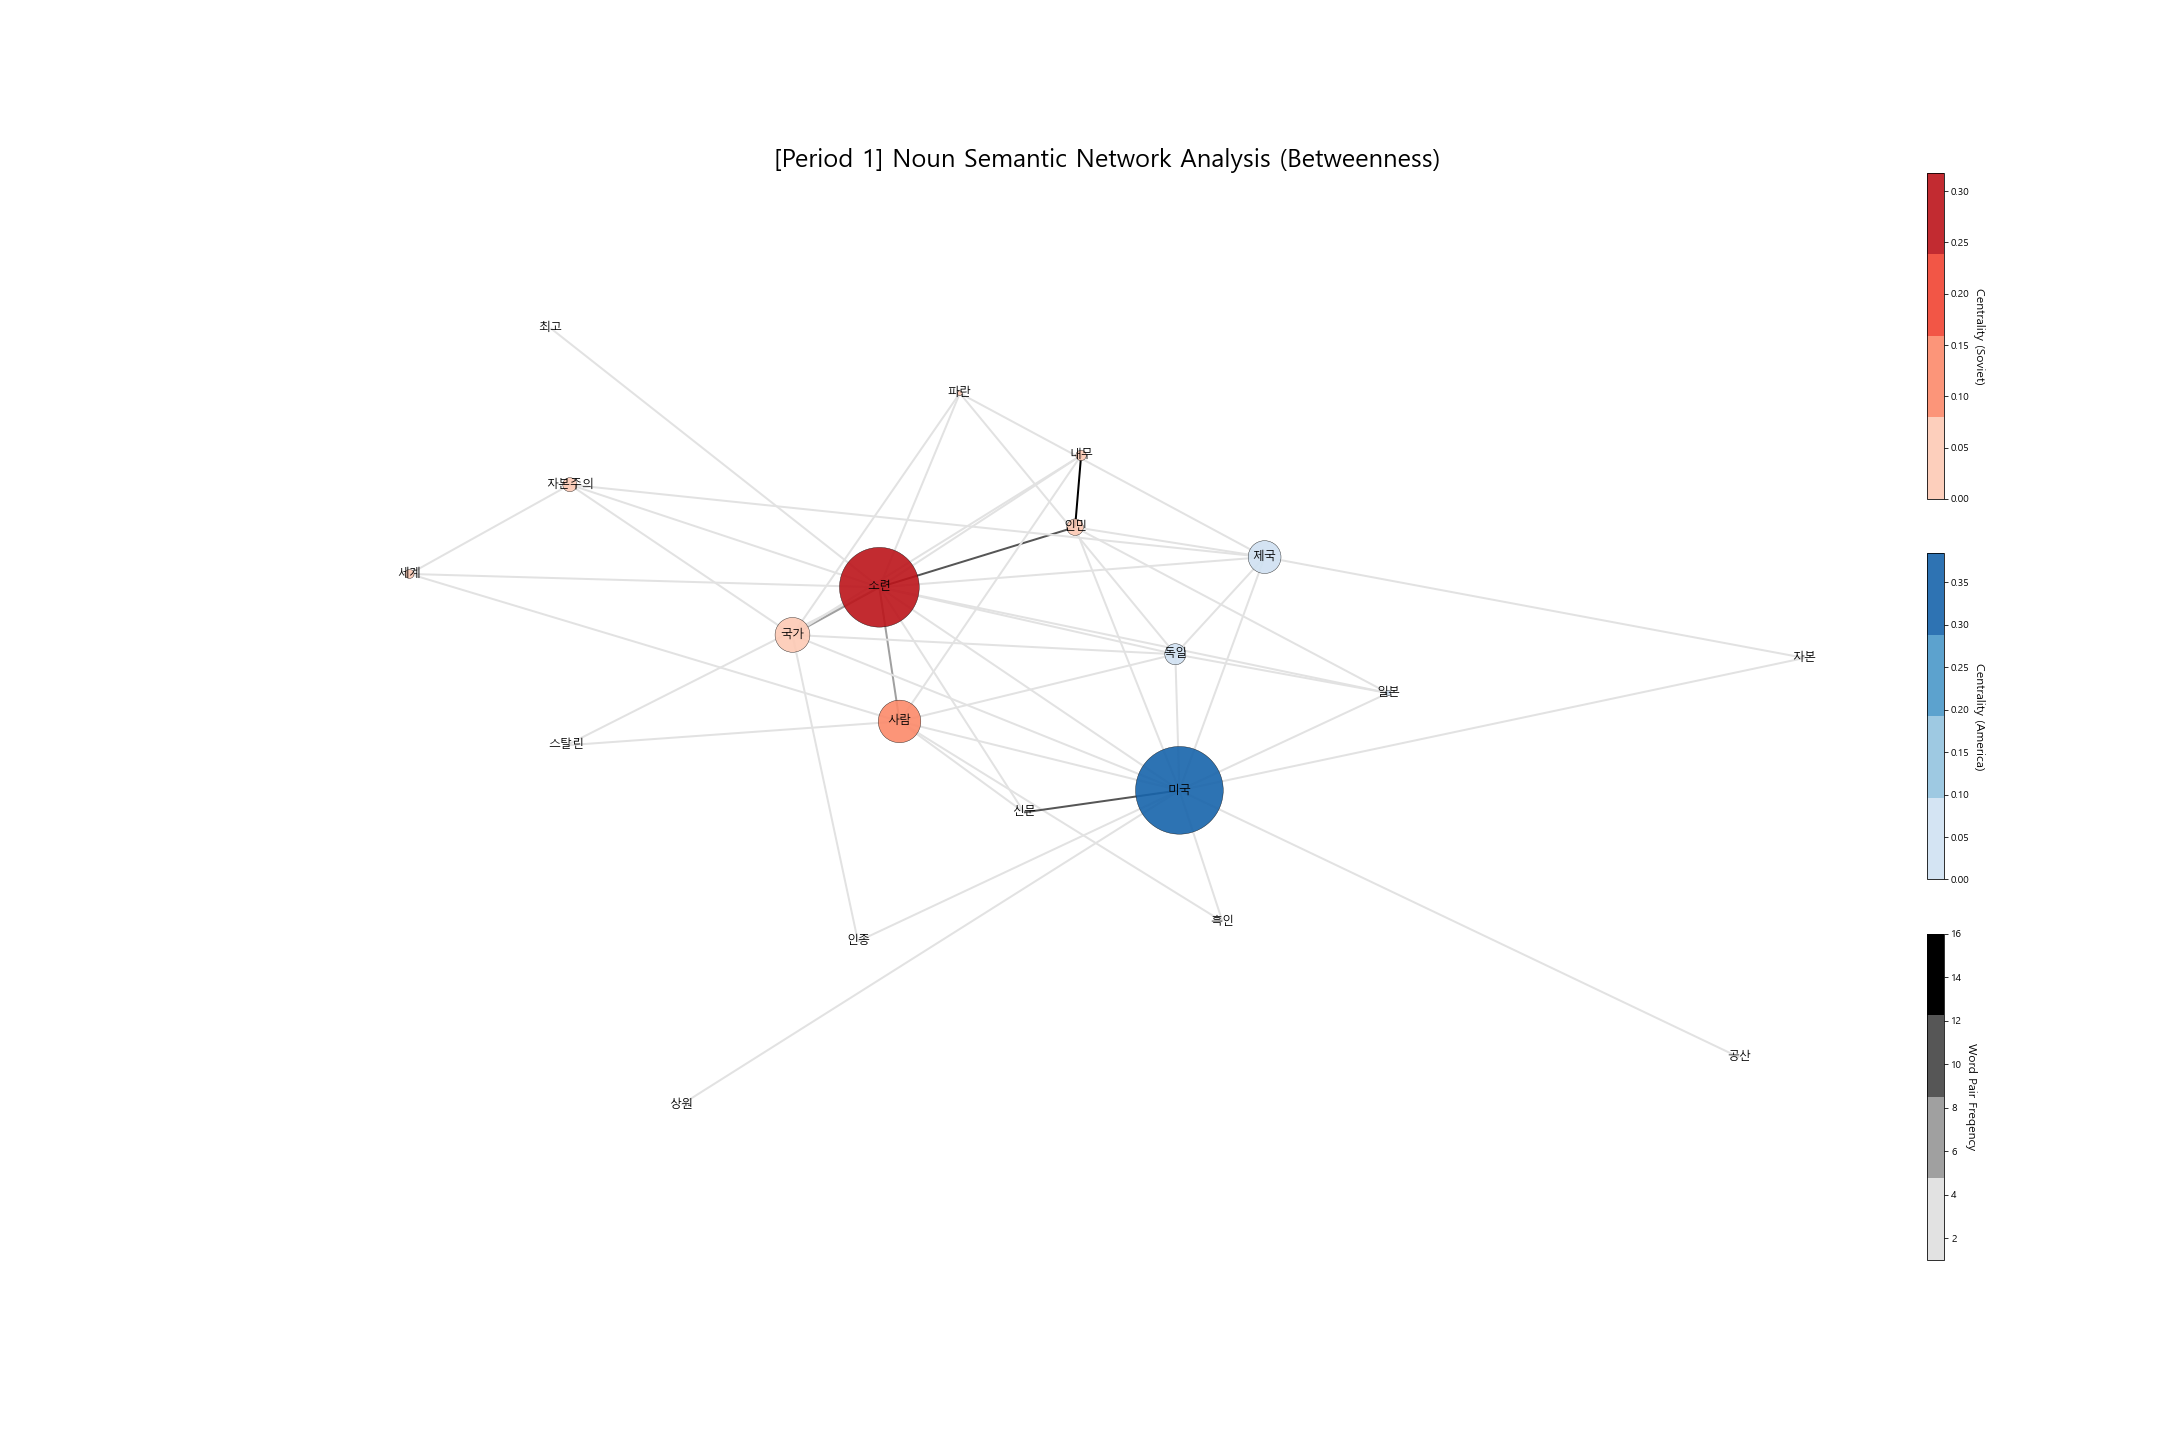 [Period 1] Noun Semantic Network Analysis (Betweenness)
최고
파란
내무
자본주의
인민
제국
세계
소련
국가
독일
자본
일본
사람
스탈린
미국
신문
흑인
인종
공산
상원
0.30
0.25
0.20
0.15
0.10
0.05
0.00
Centrality (Soviet)
0.35
0.30
0.25
0.20
0.15
0.10
0.05
0.00
Centrality (America)
16
14
12
10
8
6
4
2
Word Pair Freqency